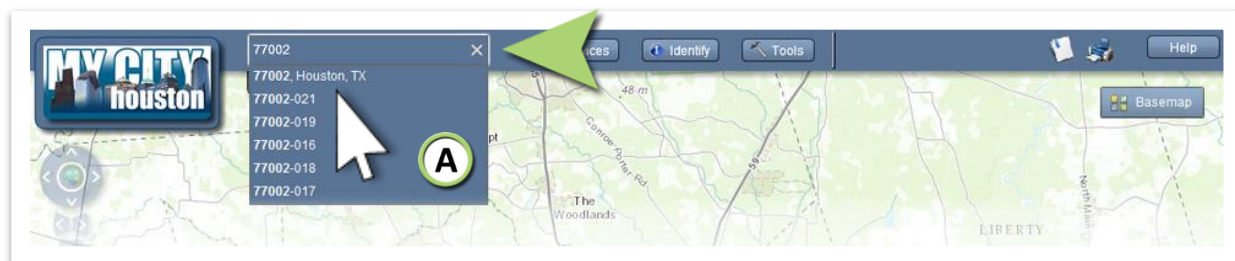 MY CITY
houston
77002
ices
Identify
Tools
Help
77002, Houston, TX
77002-021
77002-019
77002-016
77002-018
77002-017
A
48 m
Basemap
pt
Conroe-Porter Rd
59
The
Woodlands
North Main
LIBERTY